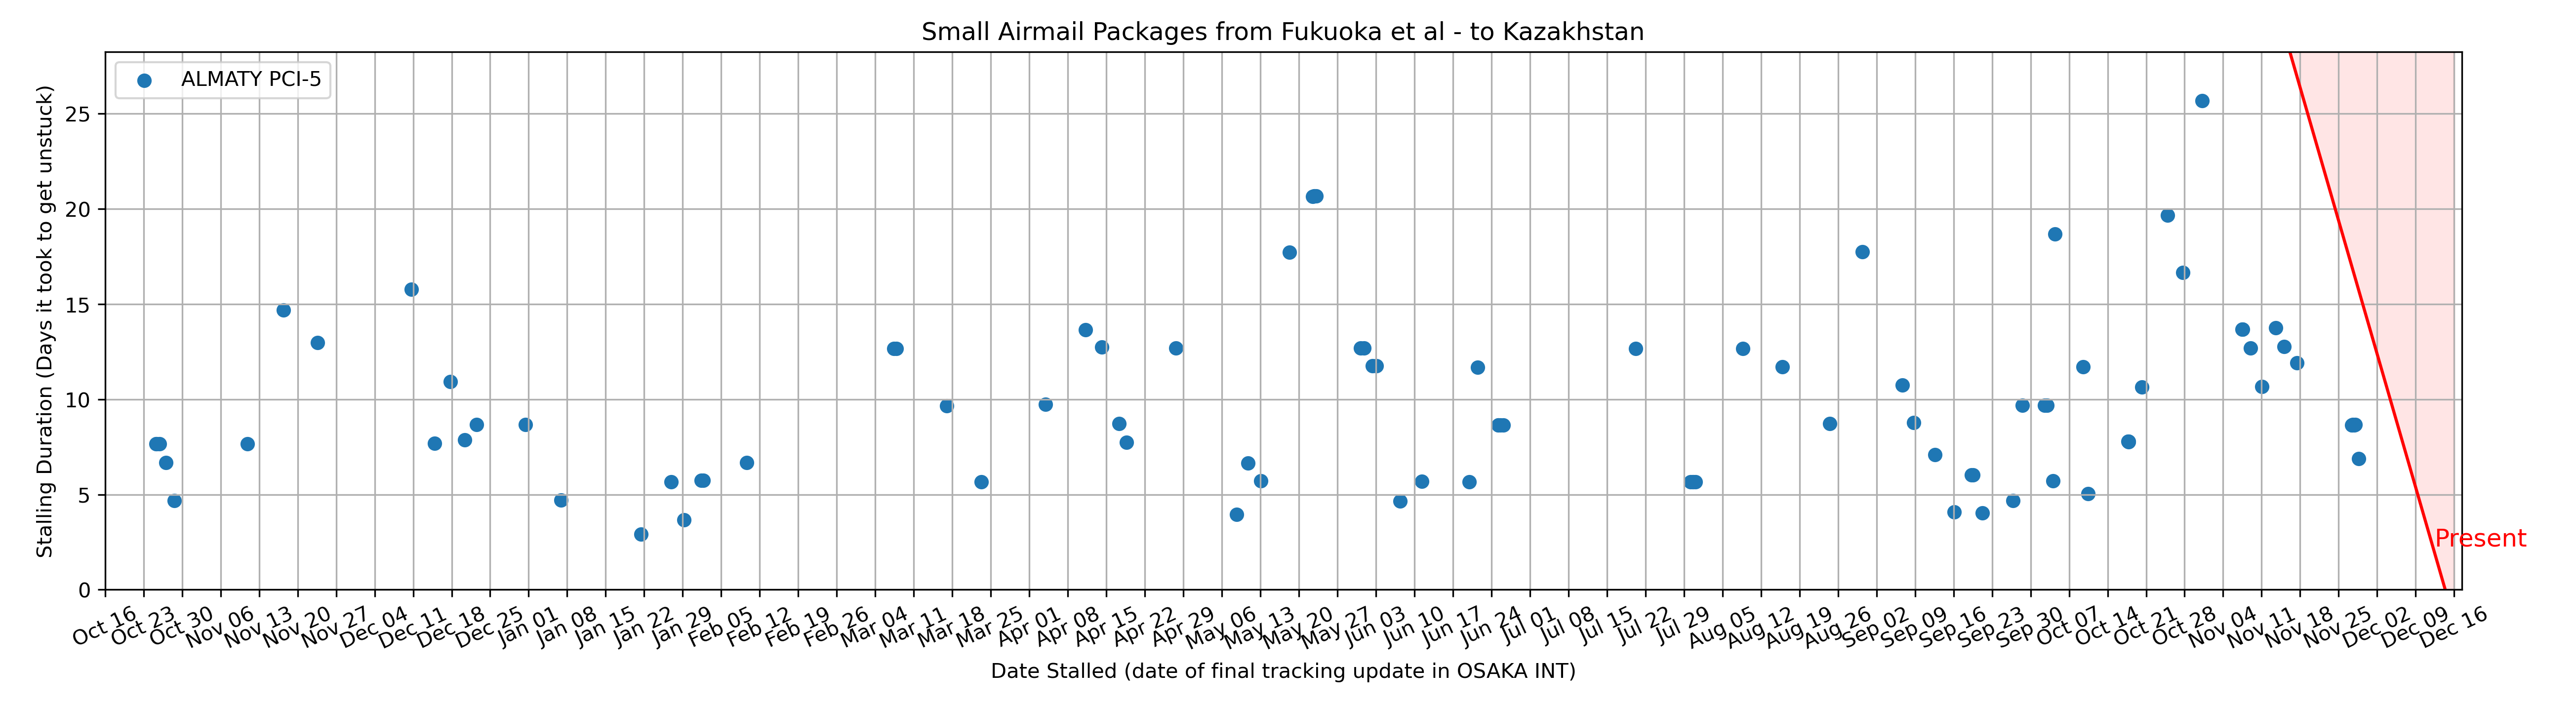 Small Airmail Packages from Fukuoka et al - to Kazakhstan
ALMATY PCI-5
Stalling Duration (Days it took to get unstuck)
25
20
15
10
5
0
Present
Oct 16
Oct 23
Oct 30
Nov 06
Nov 13
Nov 20
Nov 27
Dec 04
Dec 11
Dec 18
Dec 25
Jan 01
Jan 08
Jan 15
Jan 22
Jan 29
Feb 05
Feb 12
Feb 19
Feb 26
Mar 04
Mar 11
Mar 18
Mar 25
Apr 01
Apr 08
Apr 15
Apr 22
Apr 29
May 06
May 13
May 20
May 27
Jun 03
Jun 10
Jun 17
Jun 24
Jul 01
Jul 08
Jul 15
Jul 22
Jul 29
Aug 05
Aug 12
Aug 19
Aug 26
Sep 02
Sep 09
Sep 16
Sep 23
Sep 30
Oct 07
Oct 14
Oct 21
Oct 28
Nov 04
Nov 11
Nov 18
Nov 25
Dec 02
Dec 09
Dec 16
Date Stalled (date of final tracking update in OSAKA INT)